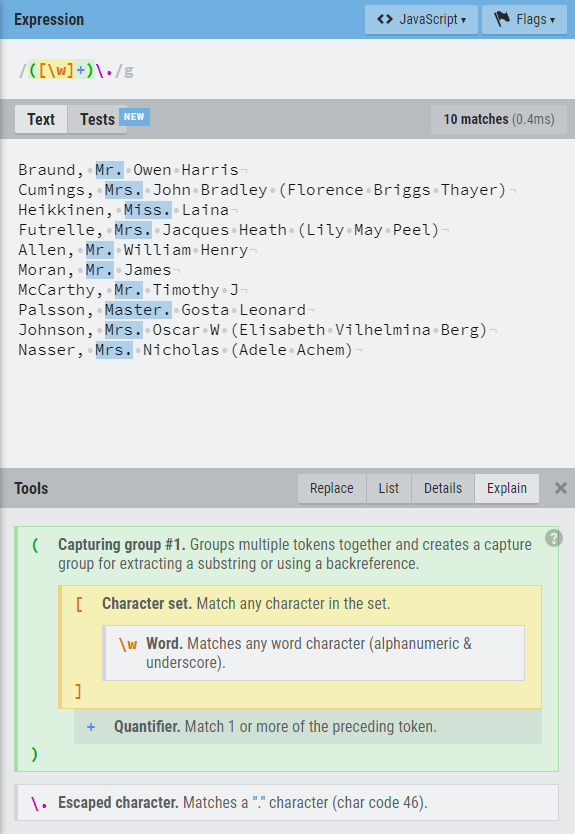 Expression
<> JavaScript ▾
Flags ▾
/([\w]+)\./g
Text
Tests NEW
10 matches (0.4ms)
Braund, Mr. Owen Harris
Cumings, Mrs. John Bradley (Florence Briggs Thayer)
Heikkinen, Miss. Laina
Futrelle, Mrs. Jacques Heath (Lily May Peel)
Allen, Mr. William Henry
Moran, Mr. James
McCarthy, Mr. Timothy J
Palsson, Master. Gosta Leonard
Johnson, Mrs. Oscar W (Elisabeth Vilhelmina Berg)
Nasser, Mrs. Nicholas (Adele Achem)
Tools
Replace
List
Details
Explain
×
?
( Capturing group #1. Groups multiple tokens together and creates a capture
group for extracting a substring or using a backreference.
[ Character set. Match any character in the set.
\w Word. Matches any word character (alphanumeric &
underscore).
]
+ Quantifier. Match 1 or more of the preceding token.
)
\. Escaped character. Matches a "." character (char code 46).